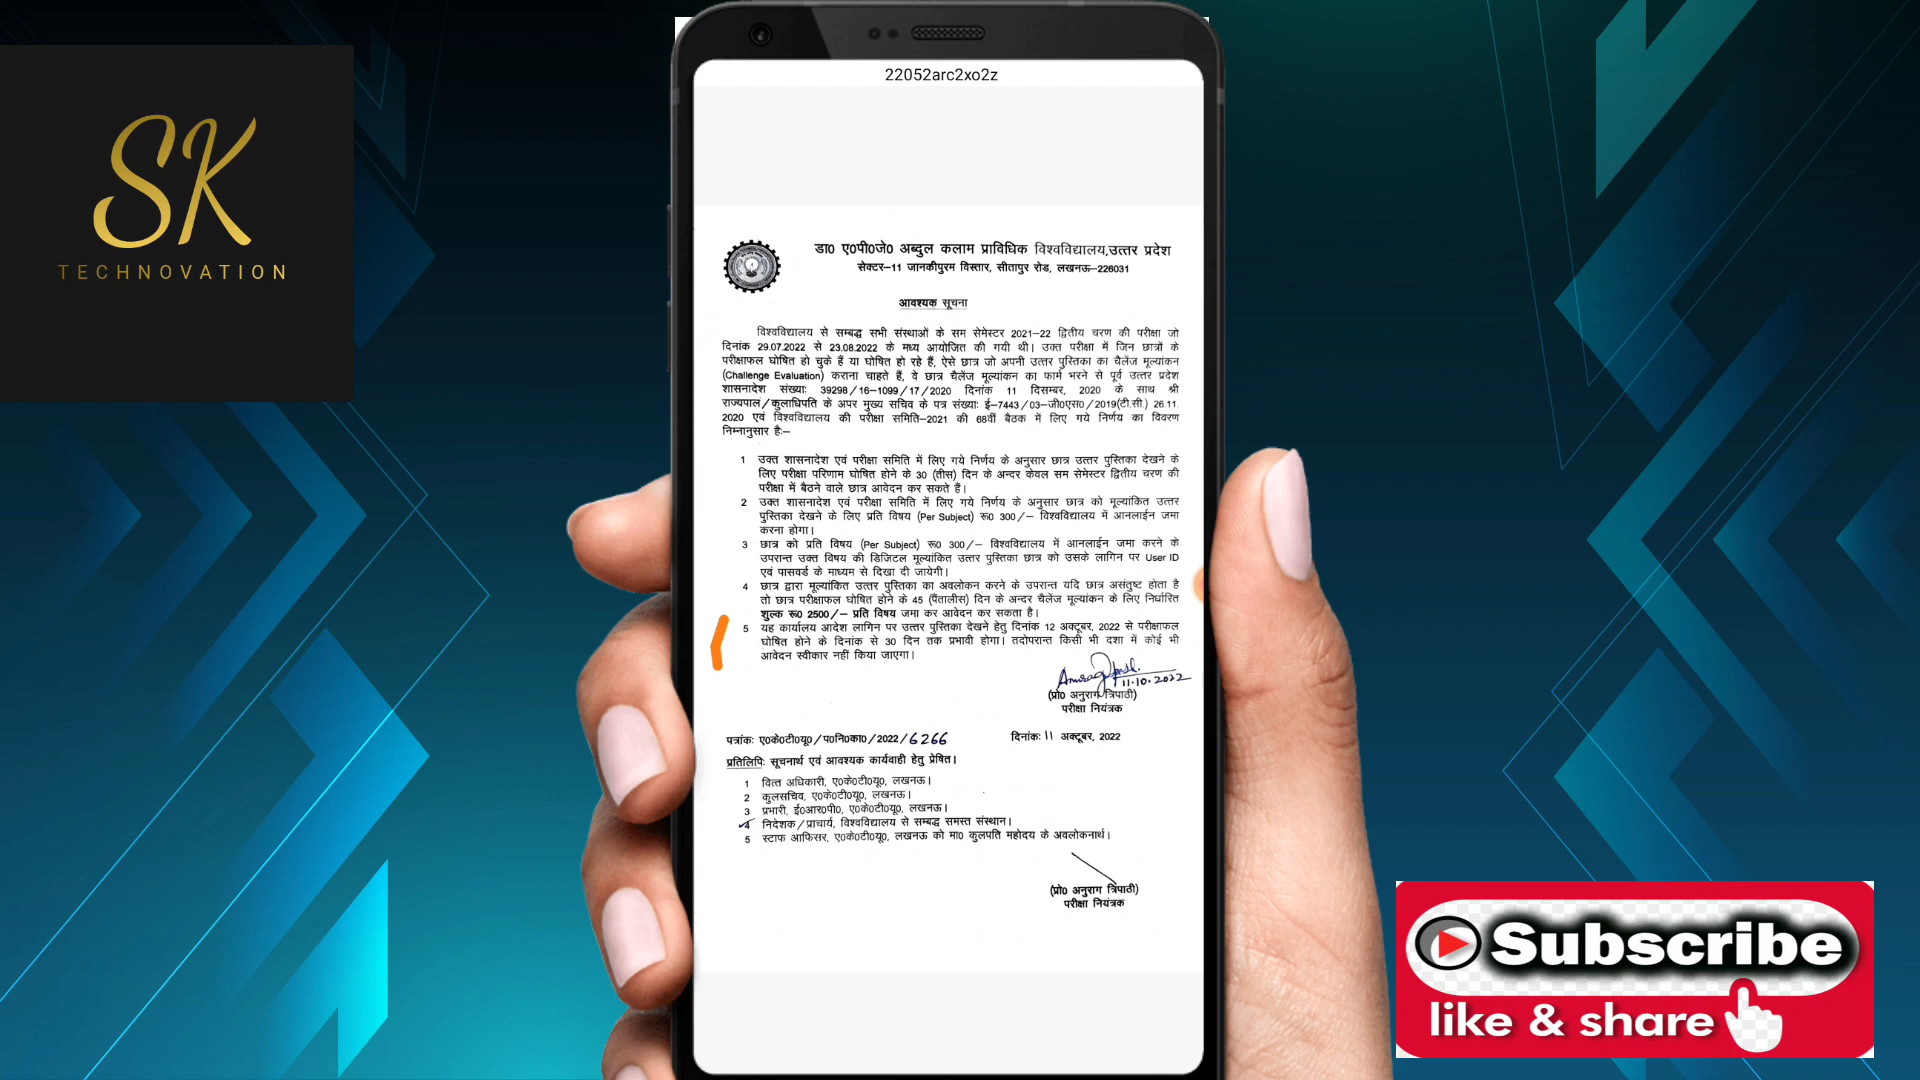 SK
TECHNOVATION
22052arc2xo2z
डा0 ए0पी0जे0 अब्दुल कलाम प्राविधिक विश्वविद्यालय,उत्तर प्रदेश
सेक्टर–11 जानकीपुरम विस्तार, सीतापुर रोड, लखनऊ–226031
आवश्यक सूचना
विश्वविद्यालय से सम्बद्ध सभी संस्थाओं के सम सेमेस्टर 2021–22 द्वितीय चरण की परीक्षा जो
दिनांक 29.07.2022 से 23.08.2022 के मध्य आयोजित की गयी थी। उक्त परीक्षा में जिन छात्रों के
परीक्षाफल घोषित हो चुके हैं या घोषित हो रहे हैं, ऐसे छात्र जो अपनी उत्तर पुस्तिका का चैलेंज मूल्यांकन
(Challenge Evaluation) कराना चाहते हैं, वे छात्र चैलेंज मूल्यांकन का फार्म भरने से पूर्व उत्तर प्रदेश
शासनादेश संख्याः 39298/16–1099/17/2020 दिनांक 11 दिसम्बर, 2020 के साथ श्री
राज्यपाल/कुलाधिपति के अपर मुख्य सचिव के पत्र संख्याः ई–7443/03–जी0एस0/2019(टी.सी.) 26.11.
2020 एवं विश्वविद्यालय की परीक्षा समिति–2021 की 68वीं बैठक में लिए गये निर्णय का विवरण
निम्नानुसार हैः–
1 उक्त शासनादेश एवं परीक्षा समिति में लिए गये निर्णय के अनुसार छात्र उत्तर पुस्तिका देखने के
लिए परीक्षा परिणाम घोषित होने के 30 (तीस) दिन के अन्दर केवल सम सेमेस्टर द्वितीय चरण की
परीक्षा में बैठने वाले छात्र आवेदन कर सकते हैं।
2 उक्त शासनादेश एवं परीक्षा समिति में लिए गये निर्णय के अनुसार छात्र को मूल्यांकित उत्तर
पुस्तिका देखने के लिए प्रति विषय (Per Subject) रू0 300/– विश्वविद्यालय में आनलाईन जमा
करना होगा।
3 छात्र को प्रति विषय (Per Subject) रू0 300/– विश्वविद्यालय में आनलाईन जमा करने के
उपरान्त उक्त विषय की डिजिटल मूल्यांकित उत्तर पुस्तिका छात्र को उसके लागिन पर User ID
एवं पासवर्ड के माध्यम से दिखा दी जायेगी।
4 छात्र द्वारा मूल्यांकित उत्तर पुस्तिका का अवलोकन करने के उपरान्त यदि छात्र असंतुष्ट होता है
तो छात्र परीक्षाफल घोषित होने के 45 (पैंतालीस) दिन के अन्दर चैलेंज मूल्यांकन के लिए निर्धारित
शुल्क रू0 2500/– प्रति विषय जमा कर आवेदन कर सकता है।
5 यह कार्यालय आदेश लागिन पर उत्तर पुस्तिका देखने हेतु दिनांक 12 अक्टूबर, 2022 से परीक्षाफल
घोषित होने के दिनांक से 30 दिन तक प्रभावी होगा। तदोपरान्त किसी भी दशा में कोई भी
आवेदन स्वीकार नहीं किया जाएगा।
11.10.2022
(प्रो0 अनुराग त्रिपाठी)
परीक्षा नियंत्रक
पत्रांकः ए0के0टी0यू0/प0नि0का0/2022/6266 दिनांकः 11 अक्टूबर, 2022
प्रतिलिपिः सूचनार्थ एवं आवश्यक कार्यवाही हेतु प्रेषित।
1 वित्त अधिकारी, ए0के0टी0यू0, लखनऊ।
2 कुलसचिव, ए0के0टी0यू0, लखनऊ।
3 प्रभारी, ई0आर0पी0, ए0के0टी0यू0, लखनऊ।
4 निदेशक/प्राचार्य, विश्वविद्यालय से सम्बद्ध समस्त संस्थान।
5 स्टाफ आफिसर, ए0के0टी0यू0, लखनऊ को मा0 कुलपति महोदय के अवलोकनार्थ।
(प्रो0 अनुराग त्रिपाठी)
परीक्षा नियंत्रक
Subscribe
like & share